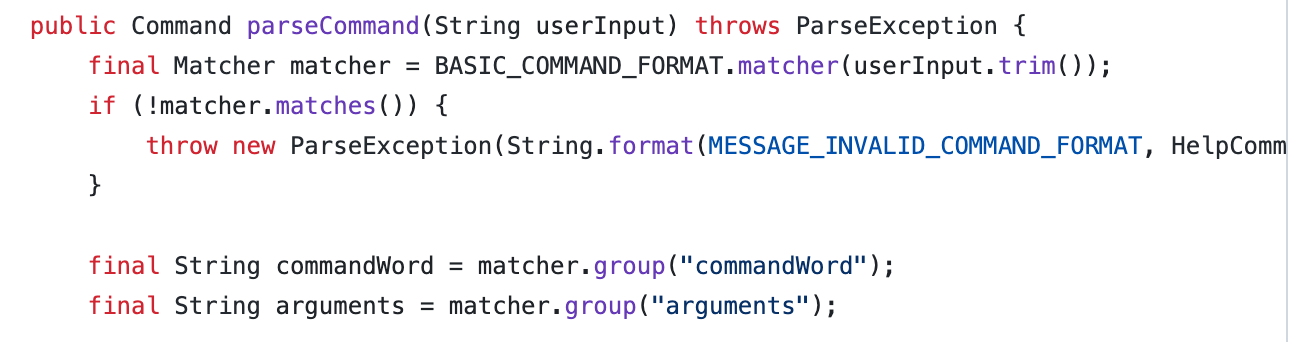 public Command parseCommand(String userInput) throws ParseException {
    final Matcher matcher = BASIC_COMMAND_FORMAT.matcher(userInput.trim());
    if (!matcher.matches()) {
        throw new ParseException(String.format(MESSAGE_INVALID_COMMAND_FORMAT, HelpComm
    }

    final String commandWord = matcher.group("commandWord");
    final String arguments = matcher.group("arguments");